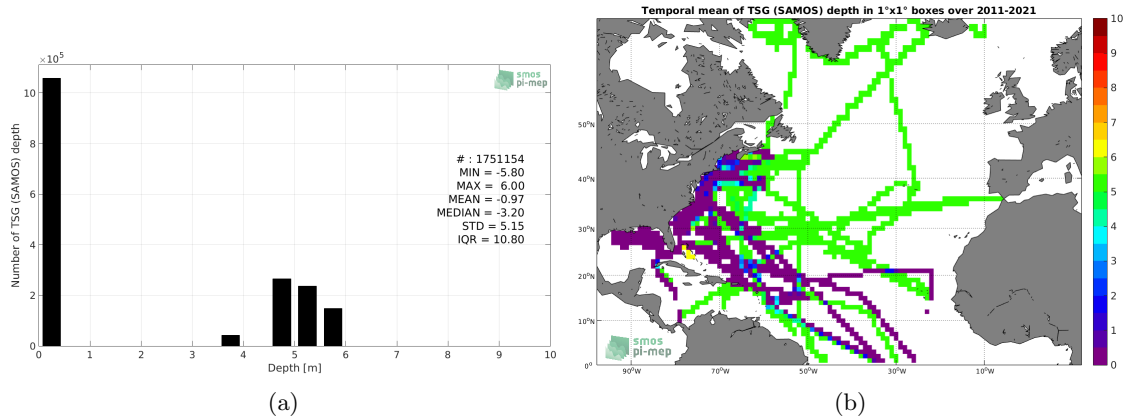 Temporal mean of TSG (SAMOS) depth in 1°x1° boxes over 2011-2021
×10⁵
10
8
6
4
2
0
Number of TSG (SAMOS) depth
smos
pi-mep
# : 1751154
MIN = -5.80
MAX = 6.00
MEAN = -0.97
MEDIAN = -3.20
STD = 5.15
IQR = 10.80
0 1 2 3 4 5 6 7 8 9 10
Depth [m]
(a)
50°N
40°N
30°N
20°N
10°N
0°
90°W 70°W 50°W 30°W 10°W
smos
pi-mep
10
9
8
7
6
5
4
3
2
1
0
(b)